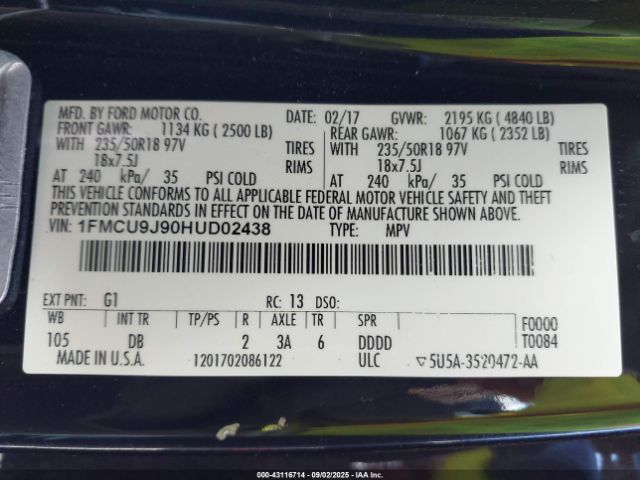 MFD. BY FORD MOTOR CO. DATE: 02/17 GVWR: 2195 KG ( 4840 LB)
FRONT GAWR: 1134 KG ( 2500 LB) REAR GAWR: 1067 KG ( 2352 LB)
WITH 235/50R18 97V TIRES WITH 235/50R18 97V TIRES
18x7.5J RIMS 18x7.5J RIMS
AT 240 kPa/ 35 PSI COLD AT 240 kPa/ 35 PSI COLD
THIS VEHICLE CONFORMS TO ALL APPLICABLE FEDERAL MOTOR VEHICLE SAFETY AND THEFT
PREVENTION STANDARDS IN EFFECT ON THE DATE OF MANUFACTURE SHOWN ABOVE.
VIN: 1FMCU9J90HUD02438 TYPE: MPV
EXT PNT: G1 RC: 13 DSO:
WB INT TR TP/PS R AXLE TR SPR F0000
105 DB 2 3A 6 DDDD T0084
MADE IN U.S.A. 1201702086122 ULC ▽5U5A-3520472-AA
000-43116714 - 09/02/2025 - IAAI.COM